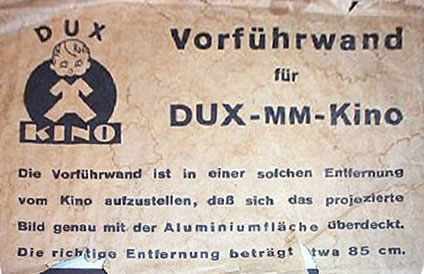 DUX
KINO
Vorführwand
für
DUX-MM-Kino
Die Vorführwand ist in einer solchen Entfernung
vom Kino aufzustellen, daß sich das projezierte
Bild genau mit der Aluminiumfläche überdeckt.
Die richtige Entfernung beträgt etwa 85 cm.